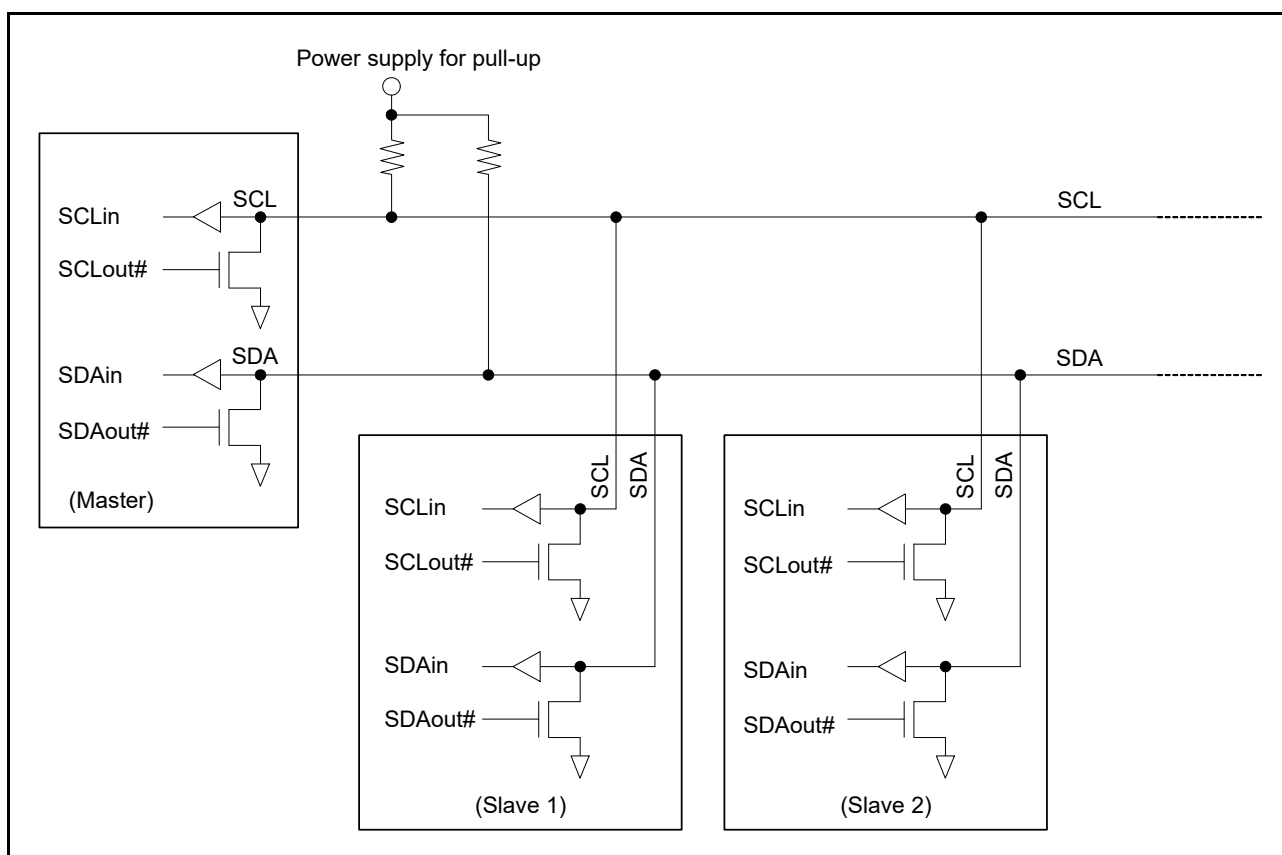 Power supply for pull-up
SCL
SCLin
SCLout#
SDA
SDAin
SDAout#
(Master)
SCL
SDA
SCL
SDA
SCLin
SCLout#
SDAin
SDAout#
(Slave 1)
SCL
SDA
SCLin
SCLout#
SDAin
SDAout#
(Slave 2)